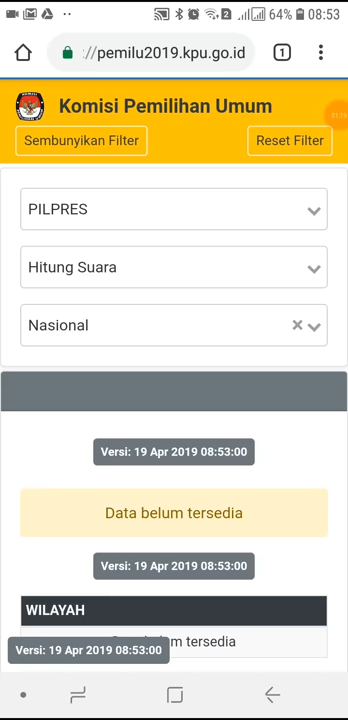 64% 08:53
://pemilu2019.kpu.go.id 1
Komisi Pemilihan Umum
Sembunyikan Filter Reset Filter
PILPRES
Hitung Suara
Nasional
Versi: 19 Apr 2019 08:53:00
Data belum tersedia
Versi: 19 Apr 2019 08:53:00
WILAYAH
tersedia
Versi: 19 Apr 2019 08:53:00